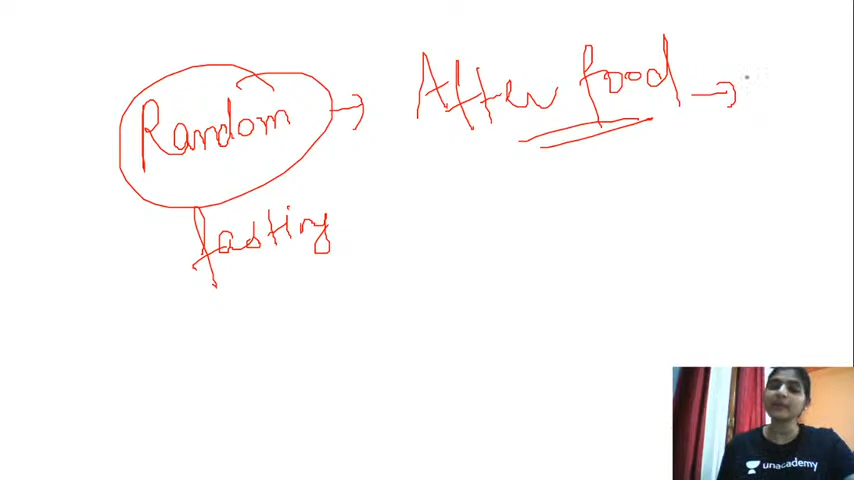 Random → After food →
fasting
unacademy